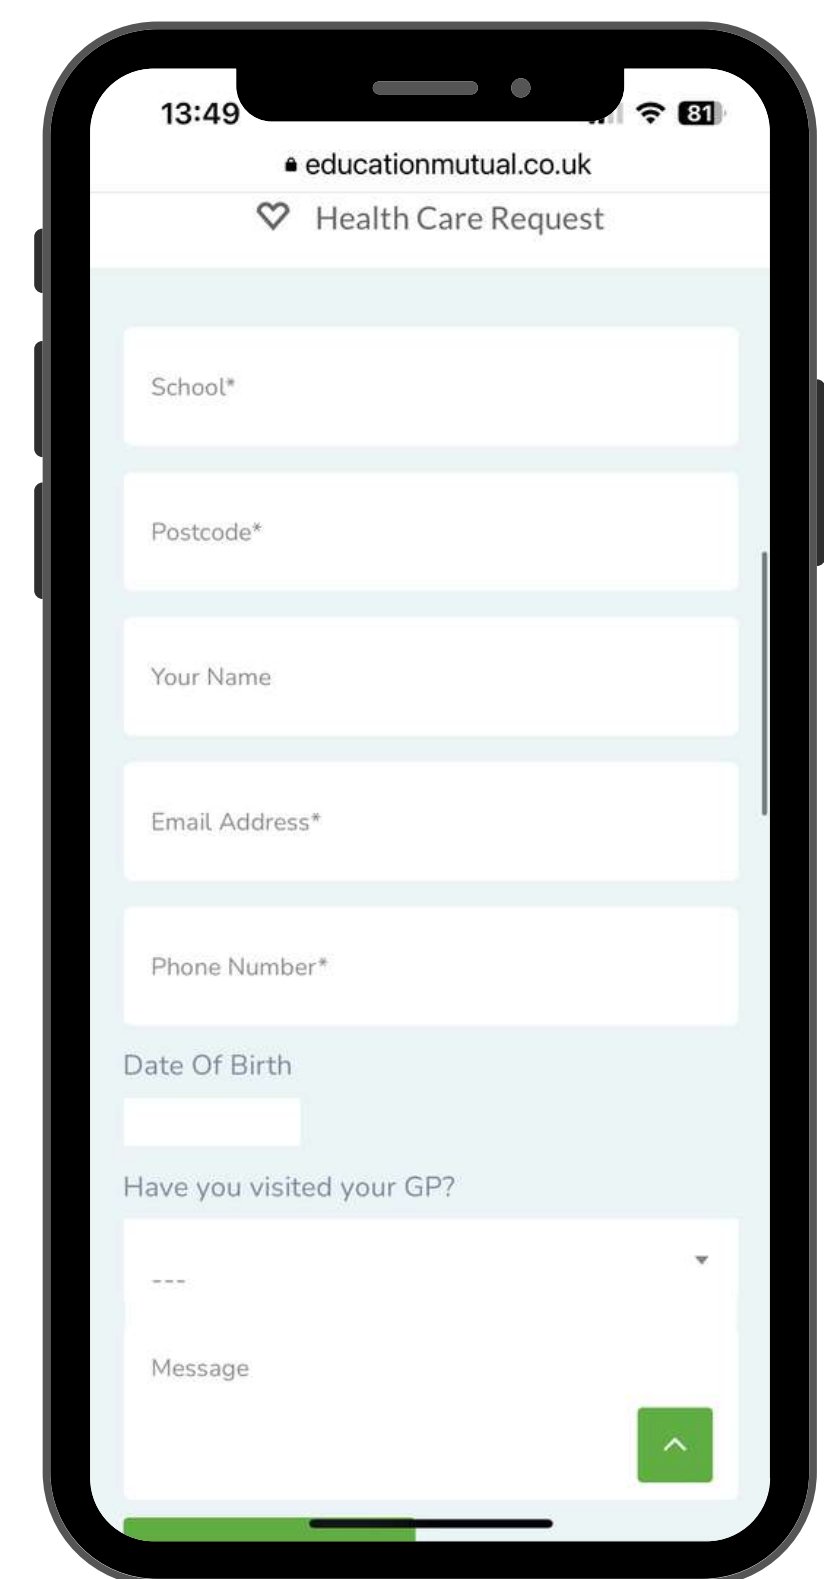 13:49
81
educationmutual.co.uk
Health Care Request
School*
Postcode*
Your Name
Email Address*
Phone Number*
Date Of Birth
Have you visited your GP?
---
Message